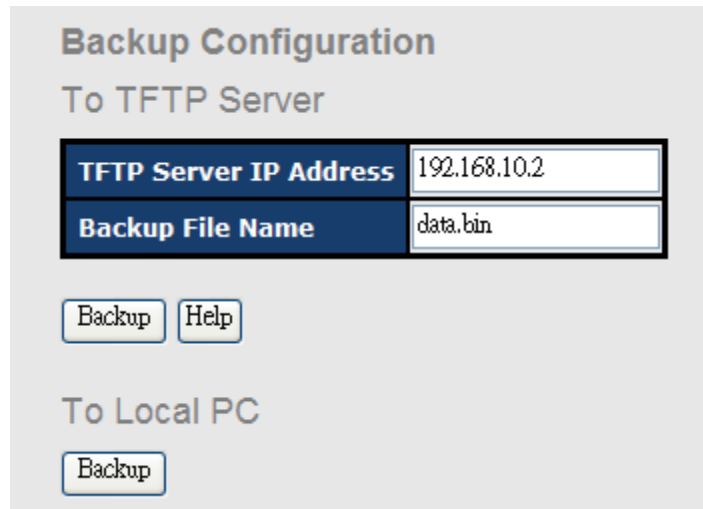 Backup Configuration
To TFTP Server
TFTP Server IP Address 192.168.10.2
Backup File Name data.bin
Backup Help
To Local PC
Backup